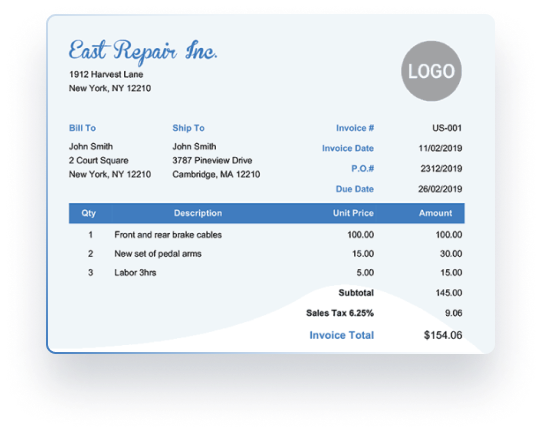 East Repair Inc.
1912 Harvest Lane
New York, NY 12210
LOGO
Bill To
John Smith
2 Court Square
New York, NY 12210
Ship To
John Smith
3787 Pineview Drive
Cambridge, MA 12210
Invoice # US-001
Invoice Date 11/02/2019
P.O.# 2312/2019
Due Date 26/02/2019
Qty Description Unit Price Amount
1 Front and rear brake cables 100.00 100.00
2 New set of pedal arms 15.00 30.00
3 Labor 3hrs 5.00 15.00
Subtotal 145.00
Sales Tax 6.25% 9.06
Invoice Total $154.06